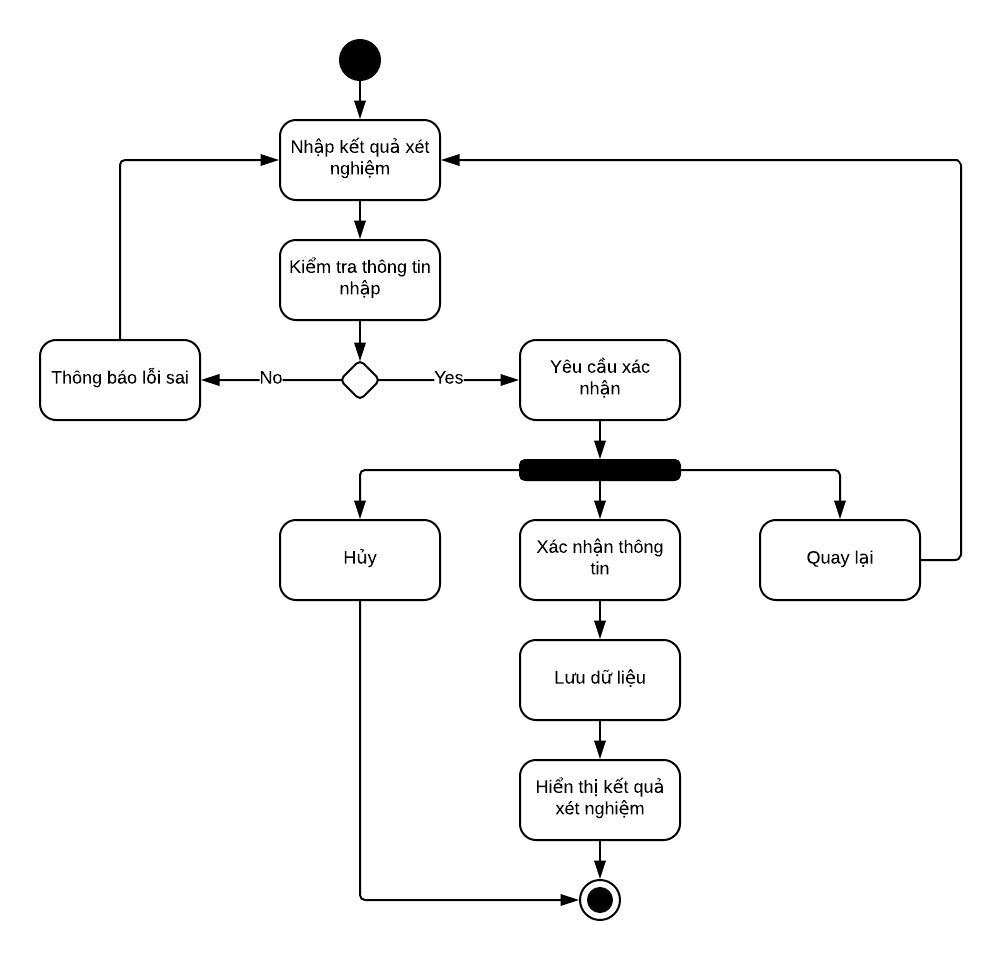 Nhập kết quả xét
nghiệm
Kiểm tra thông tin
nhập
Thông báo lỗi sai
No
Yes
Yêu cầu xác
nhận
Hủy
Xác nhận thông
tin
Quay lại
Lưu dữ liệu
Hiển thị kết quả
xét nghiệm